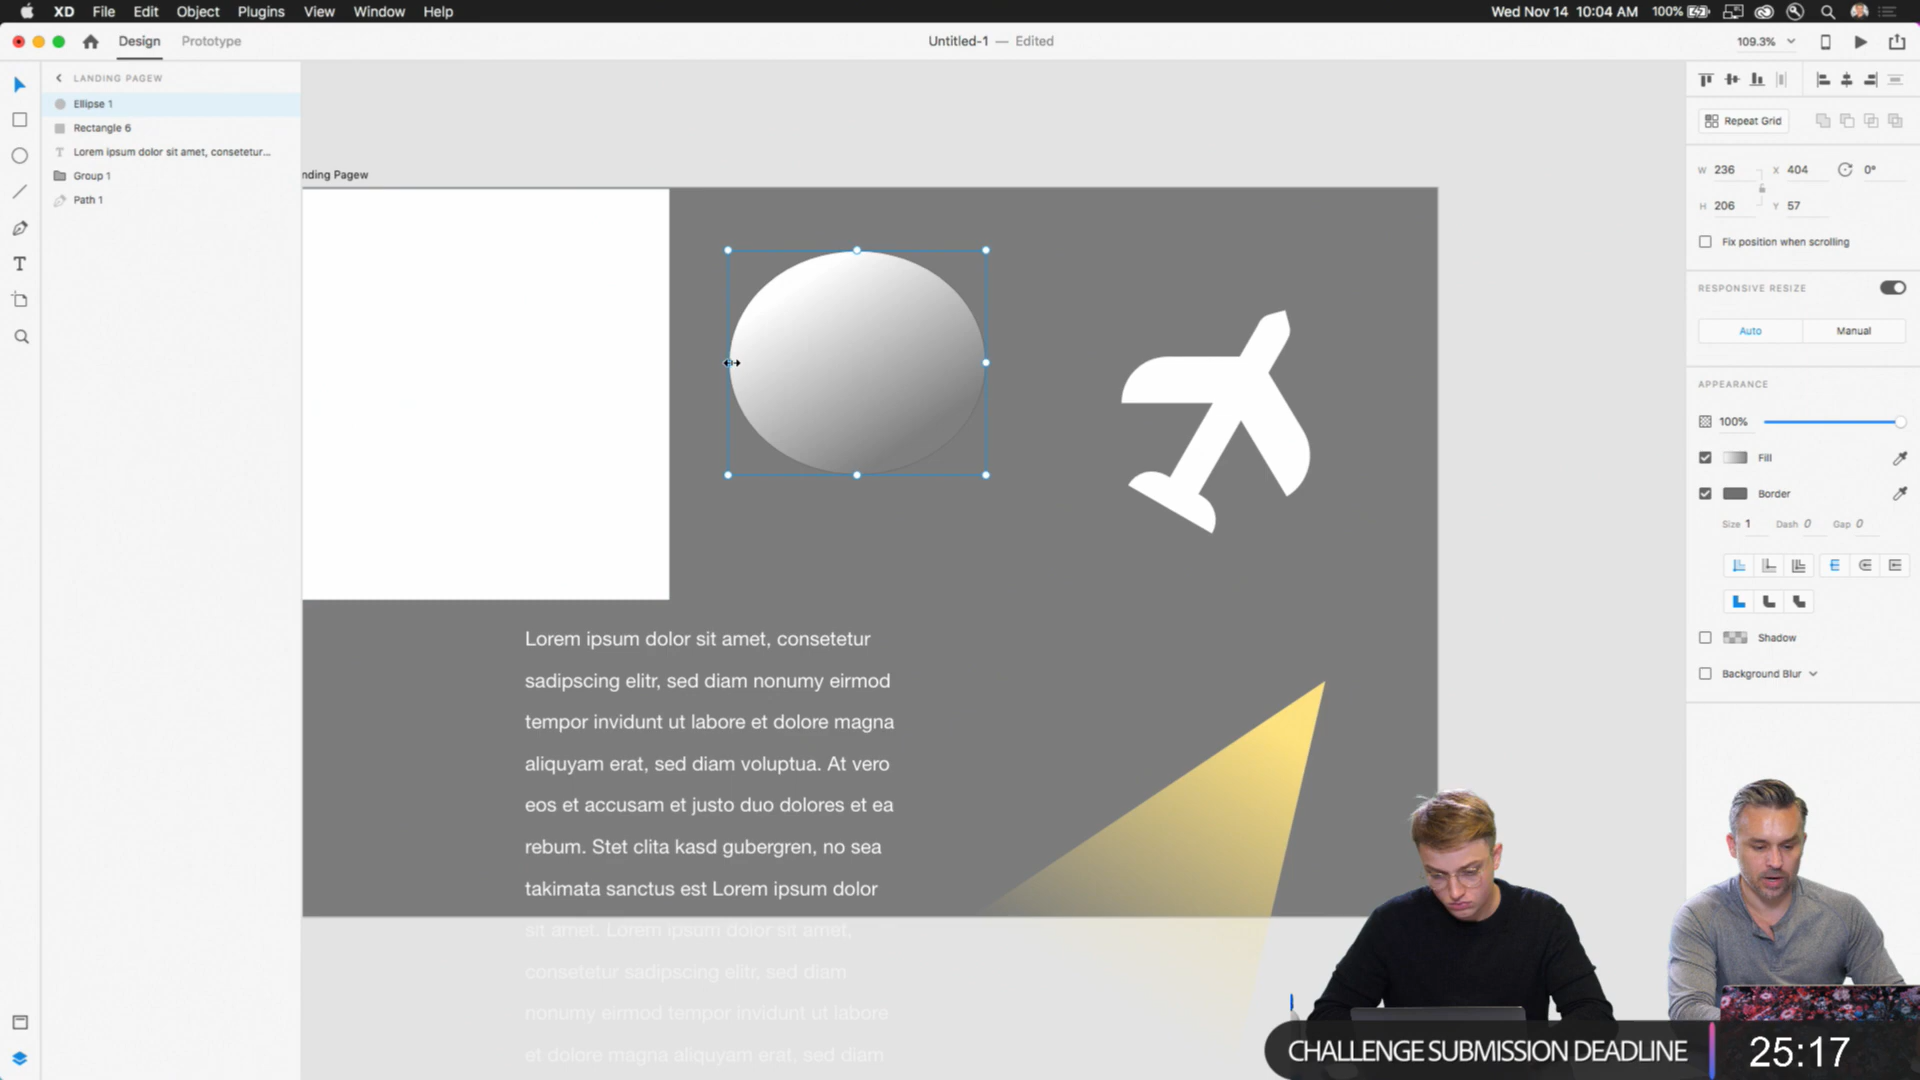 XD File Edit Object Plugins View Window Help
Wed Nov 14 10:04 AM 100%
Design Prototype
Untitled-1 — Edited
109.3%
LANDING PAGEW
Ellipse 1
Rectangle 6
Lorem ipsum dolor sit amet, consetetur...
Group 1
Path 1
nding Pagew
Lorem ipsum dolor sit amet, consetetur
sadipscing elitr, sed diam nonumy eirmod
tempor invidunt ut labore et dolore magna
aliquyam erat, sed diam voluptua. At vero
eos et accusam et justo duo dolores et ea
rebum. Stet clita kasd gubergren, no sea
takimata sanctus est Lorem ipsum dolor
sit amet. Lorem ipsum dolor sit amet,
consetetur sadipscing elitr, sed diam
nonumy eirmod tempor invidunt ut labore
et dolore magna aliquyam erat, sed diam
Repeat Grid
W 236 X 404 0°
H 206 Y 57
Fix position when scrolling
RESPONSIVE RESIZE
Auto Manual
APPEARANCE
100%
Fill
Border
Size 1 Dash 0 Gap 0
Shadow
Background Blur
CHALLENGE SUBMISSION DEADLINE 25:17